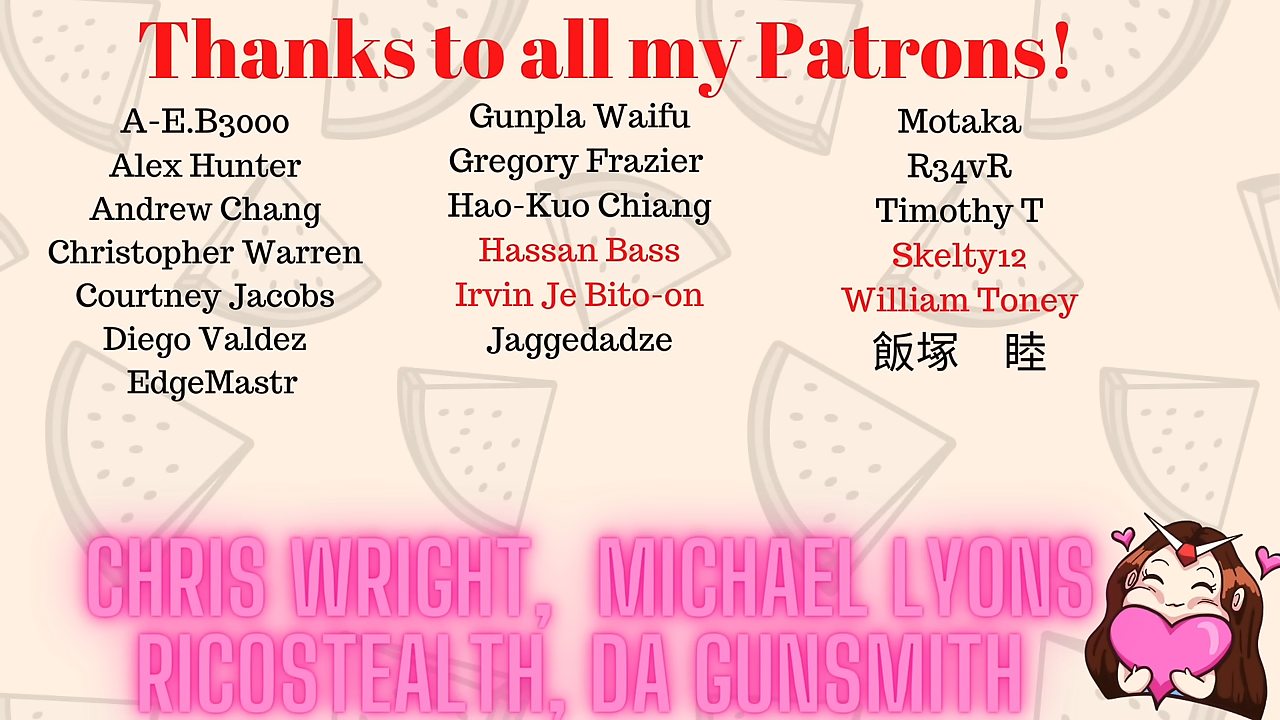 Thanks to all my Patrons!
A-E.B3000
Alex Hunter
Andrew Chang
Christopher Warren
Courtney Jacobs
Diego Valdez
EdgeMastr
Gunpla Waifu
Gregory Frazier
Hao-Kuo Chiang
Hassan Bass
Irvin Je Bito-on
Jaggedadze
Motaka
R34vR
Timothy T
Skelty12
William Toney
飯塚　睦
CHRIS WRIGHT, MICHAEL LYONS
RICOSTEALTH, DA GUNSMITH